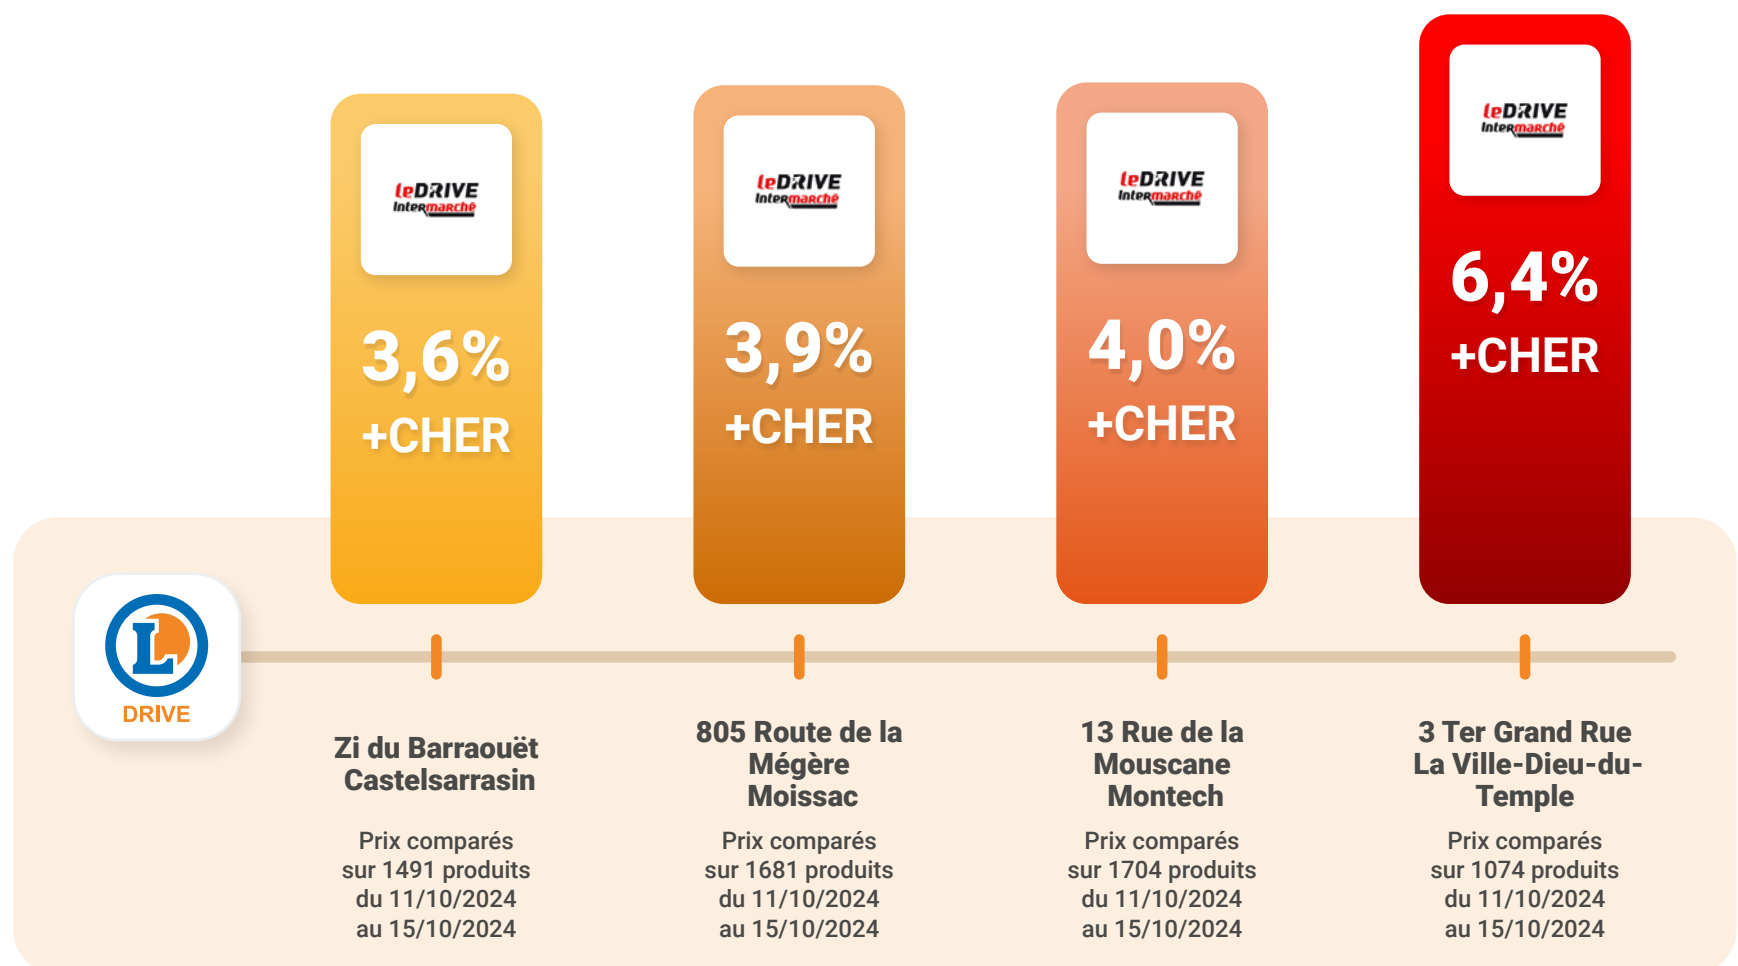 leDRIVE
Intermarché
3,6%
+CHER
leDRIVE
Intermarché
3,9%
+CHER
leDRIVE
Intermarché
4,0%
+CHER
leDRIVE
Intermarché
6,4%
+CHER
L
DRIVE
Zi du Barraouët
Castelsarrasin
Prix comparés
sur 1491 produits
du 11/10/2024
au 15/10/2024
805 Route de la
Mégère
Moissac
Prix comparés
sur 1681 produits
du 11/10/2024
au 15/10/2024
13 Rue de la
Mouscane
Montech
Prix comparés
sur 1704 produits
du 11/10/2024
au 15/10/2024
3 Ter Grand Rue
La Ville-Dieu-du-
Temple
Prix comparés
sur 1074 produits
du 11/10/2024
au 15/10/2024